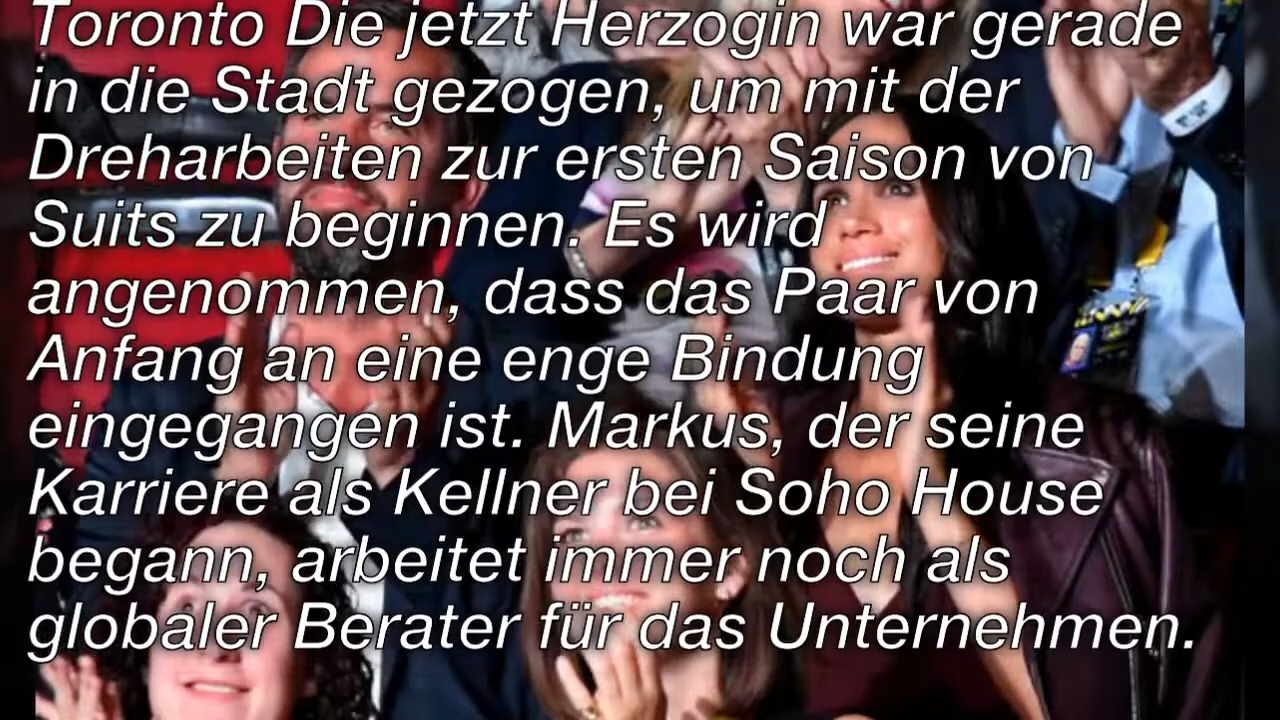 Toronto Die jetzt Herzogin war gerade
in die Stadt gezogen, um mit der
Dreharbeiten zur ersten Saison von
Suits zu beginnen. Es wird
angenommen, dass das Paar von
Anfang an eine enge Bindung
eingegangen ist. Markus, der seine
Karriere als Kellner bei Soho House
begann, arbeitet immer noch als
globaler Berater für das Unternehmen.